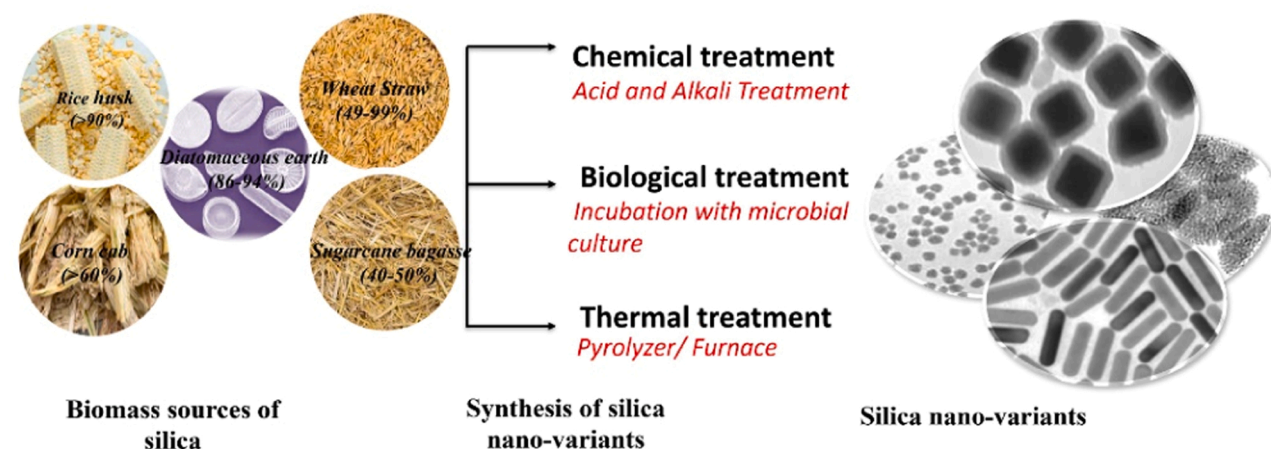 Rice husk
(>90%)
Wheat Straw
(49-99%)
Diatomaceous earth
(86-94%)
Corn cab
(>60%)
Sugarcane bagasse
(40-50%)
Biomass sources of
silica
Chemical treatment
Acid and Alkali Treatment
Biological treatment
Incubation with microbial
culture
Thermal treatment
Pyrolyzer/ Furnace
Synthesis of silica
nano-variants
Silica nano-variants